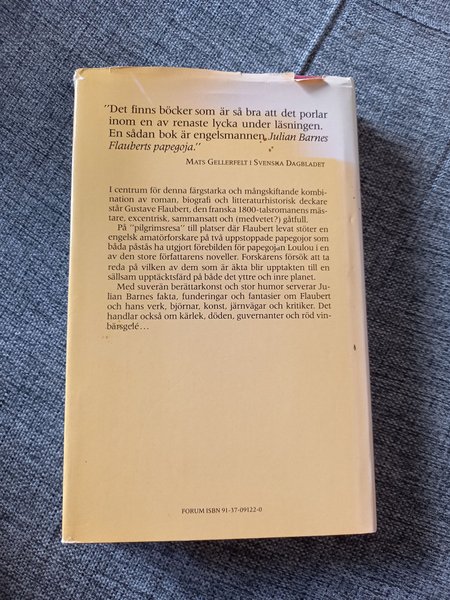 "Det finns böcker som är så bra att det porlar
inom en av renaste lycka under läsningen.
En sådan bok är engelsmannen Julian Barnes
Flauberts papegoja."
MATS GELLERFELT I SVENSKA DAGBLADET
I centrum för denna färgstarka och mångskiftande kombi-
nation av roman, biografi och litteraturhistorisk deckare
står Gustave Flaubert, den franska 1800-talsromanens mäs-
tare, excentrisk, sammansatt och (medvetet?) gåtfull.
På "pilgrimsresa" till platser där Flaubert levat stöter en
engelsk amatörforskare på två uppstoppade papegojor som
båda påstås ha utgjort förebilden för papegojan Loulou i en
av den store författarens noveller. Forskarens försök att ta
reda på vilken av dem som är äkta blir upptakten till en
sällsam upptäcktsfärd på både det yttre och inre planet.
Med suverän berättarkonst och stor humor serverar Ju-
lian Barnes fakta, funderingar och fantasier om Flaubert
och hans verk, björnar, konst, järnvägar och kritiker. Det
handlar också om kärlek, döden, guvernanter och röd vin-
bärsgelé...
FORUM ISBN 91-37-09122-0